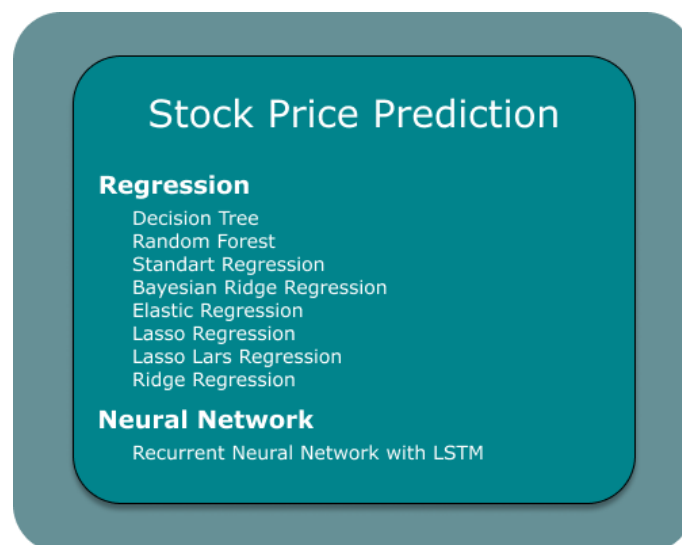 Stock Price Prediction
Regression
Decision Tree
Random Forest
Standart Regression
Bayesian Ridge Regression
Elastic Regression
Lasso Regression
Lasso Lars Regression
Ridge Regression
Neural Network
Recurrent Neural Network with LSTM